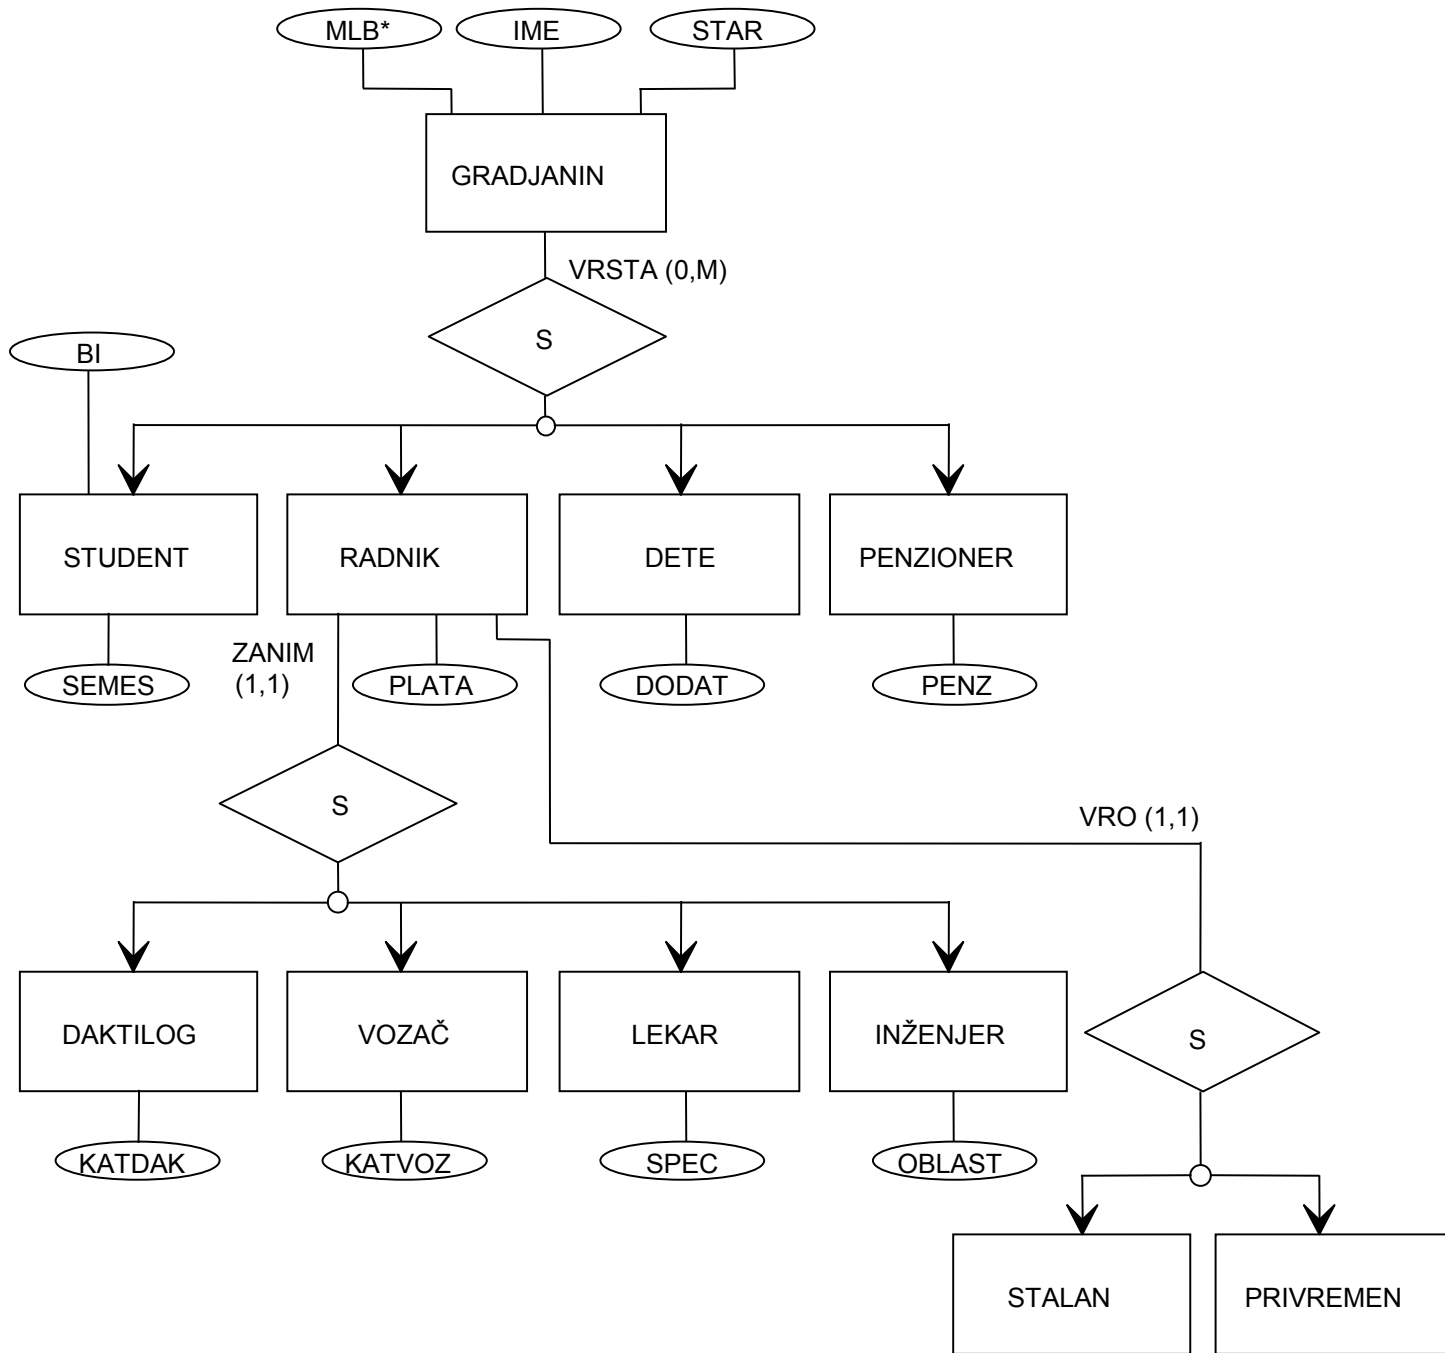 MLB*
IME
STAR
GRADJANIN
VRSTA (0,M)
S
BI
STUDENT
RADNIK
DETE
PENZIONER
ZANIM
(1,1)
SEMES
PLATA
DODAT
PENZ
S
VRO (1,1)
DAKTILOG
VOZAČ
LEKAR
INŽENJER
S
KATDAK
KATVOZ
SPEC
OBLAST
STALAN
PRIVREMEN